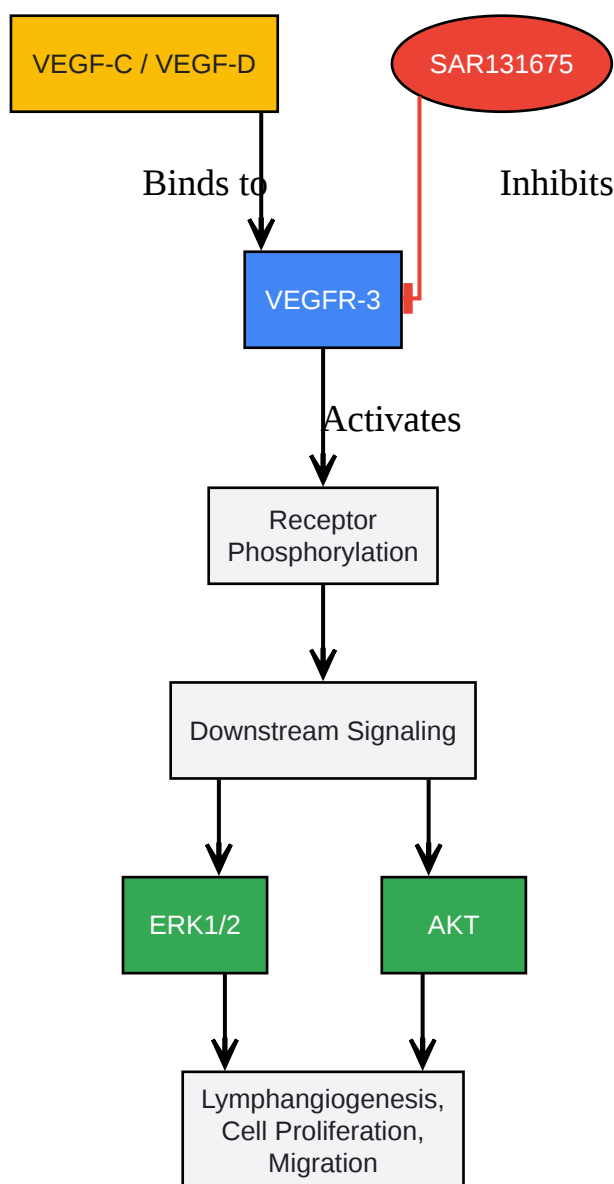 VEGF-C / VEGF-D
SAR131675
Binds to
Inhibits
VEGFR-3
Activates
Receptor
Phosphorylation
Downstream Signaling
ERK1/2
AKT
Lymphangiogenesis,
Cell Proliferation,
Migration